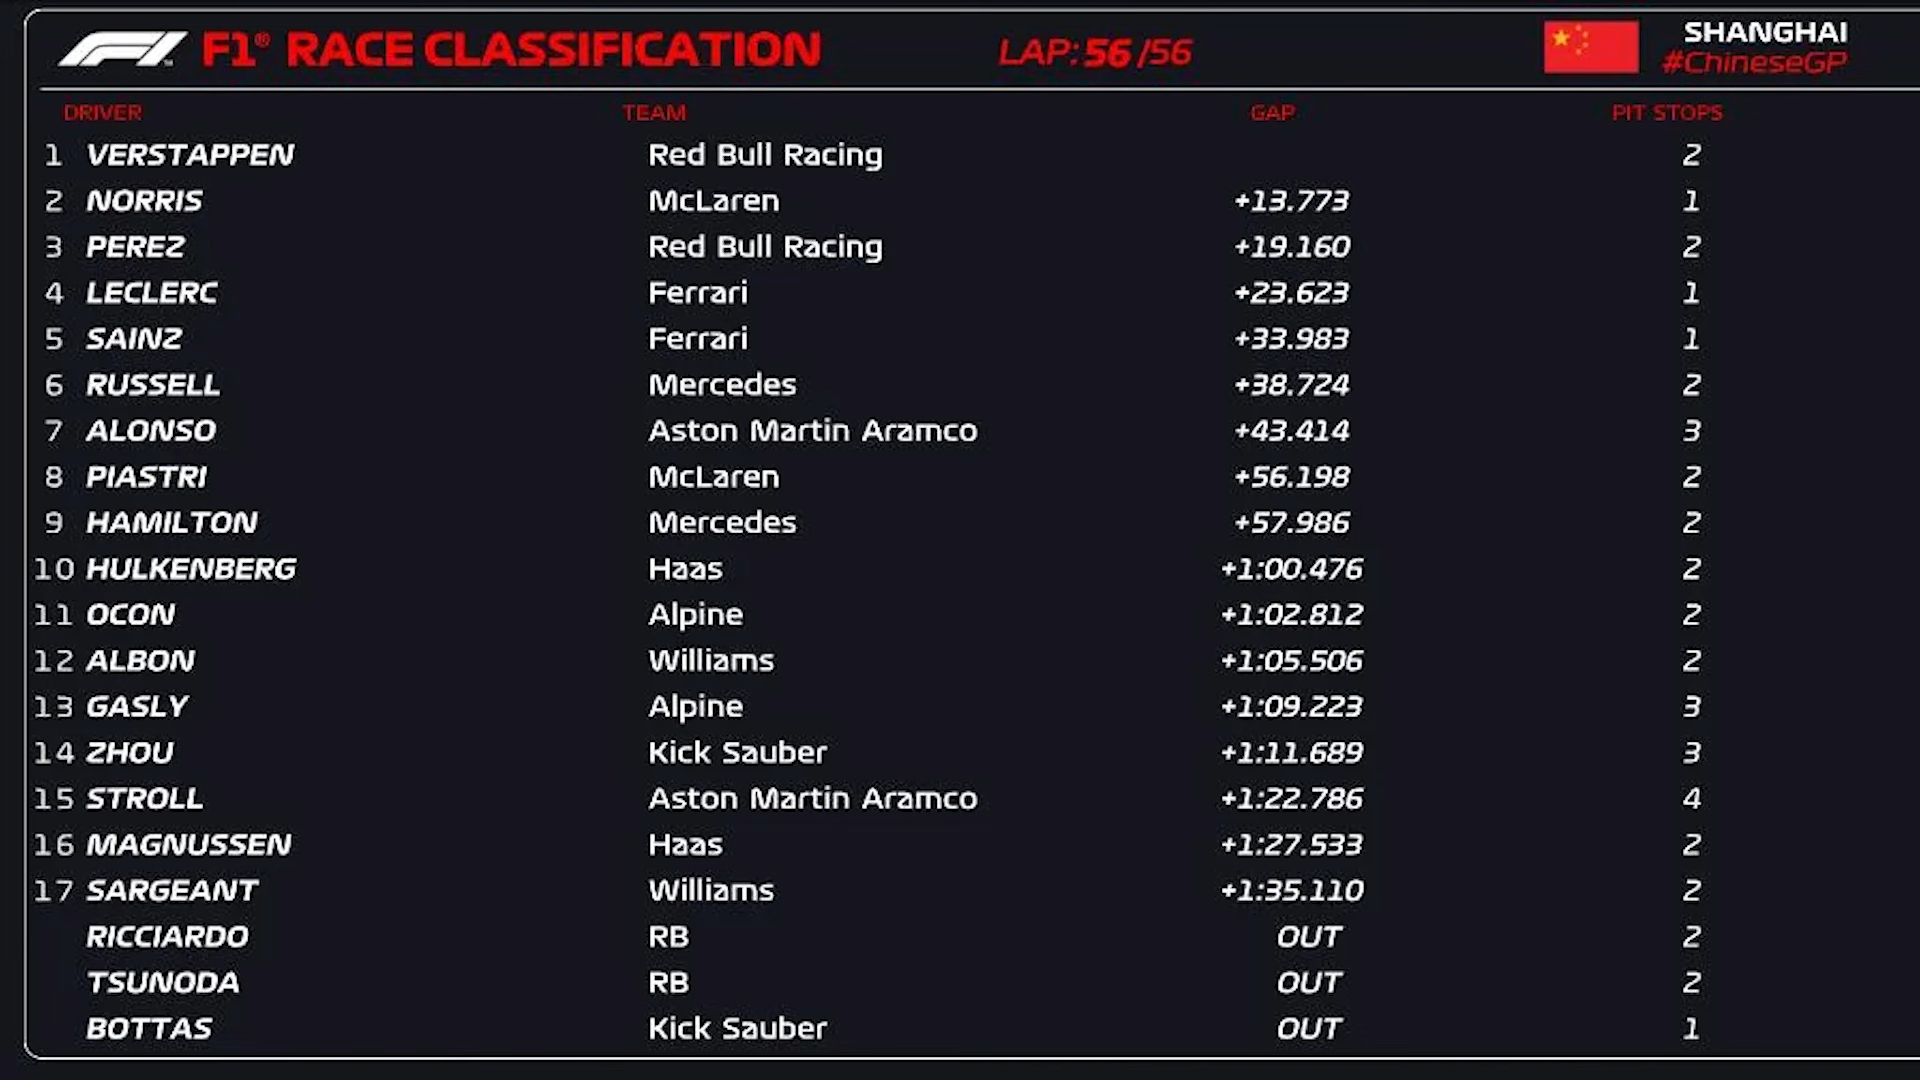 F1® RACE CLASSIFICATION LAP: 56 /56 SHANGHAI
#ChineseGP
DRIVER TEAM GAP PIT STOPS
1 VERSTAPPEN Red Bull Racing 2
2 NORRIS McLaren +13.773 1
3 PEREZ Red Bull Racing +19.160 2
4 LECLERC Ferrari +23.623 1
5 SAINZ Ferrari +33.983 1
6 RUSSELL Mercedes +38.724 2
7 ALONSO Aston Martin Aramco +43.414 3
8 PIASTRI McLaren +56.198 2
9 HAMILTON Mercedes +57.986 2
10 HULKENBERG Haas +1:00.476 2
11 OCON Alpine +1:02.812 2
12 ALBON Williams +1:05.506 2
13 GASLY Alpine +1:09.223 3
14 ZHOU Kick Sauber +1:11.689 3
15 STROLL Aston Martin Aramco +1:22.786 4
16 MAGNUSSEN Haas +1:27.533 2
17 SARGEANT Williams +1:35.110 2
RICCIARDO RB OUT 2
TSUNODA RB OUT 2
BOTTAS Kick Sauber OUT 1